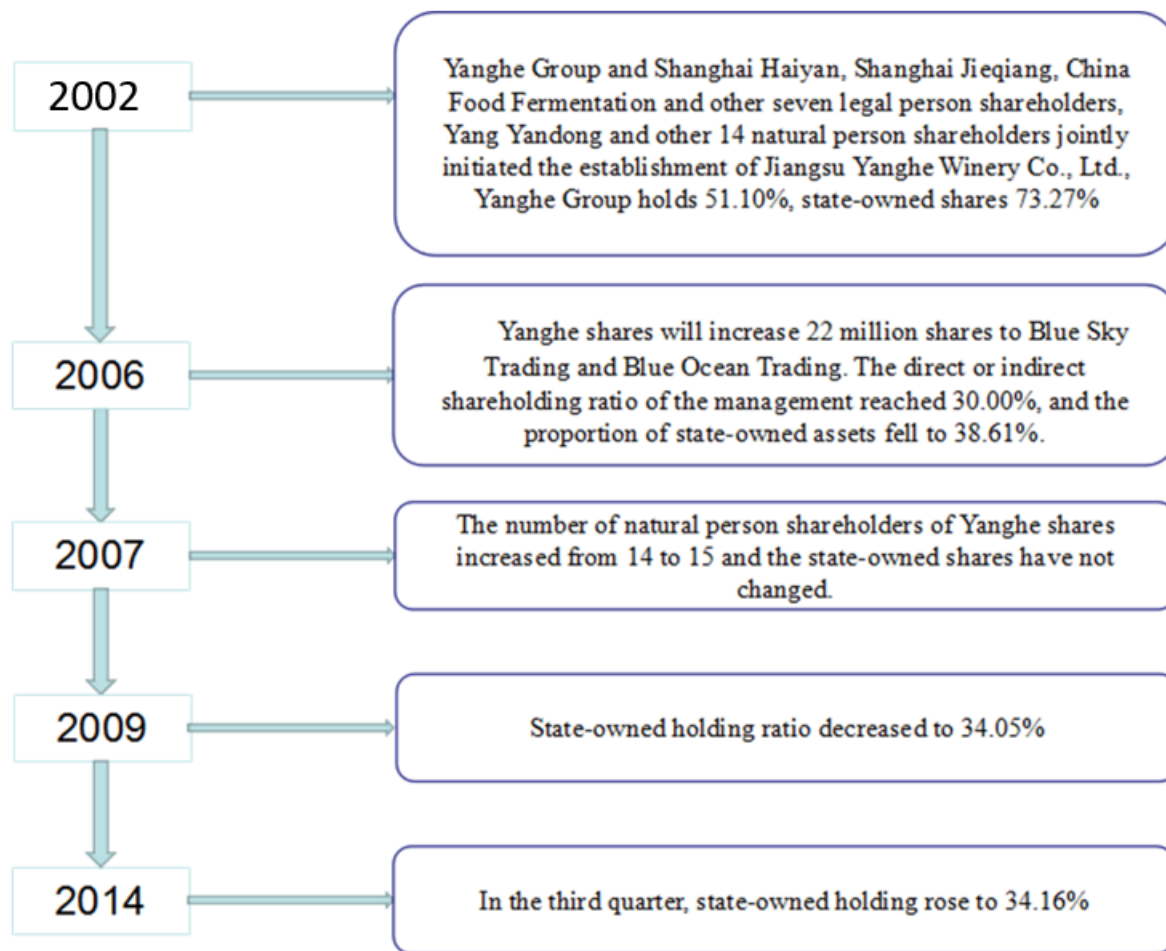 2002
Yanghe Group and Shanghai Haiyan, Shanghai Jieqiang, China
Food Fermentation and other seven legal person shareholders,
Yang Yandong and other 14 natural person shareholders jointly
initiated the establishment of Jiangsu Yanghe Winery Co., Ltd.,
Yanghe Group holds 51.10%, state-owned shares 73.27%
2006
Yanghe shares will increase 22 million shares to Blue Sky
Trading and Blue Ocean Trading. The direct or indirect
shareholding ratio of the management reached 30.00%, and the
proportion of state-owned assets fell to 38.61%.
2007
The number of natural person shareholders of Yanghe shares
increased from 14 to 15 and the state-owned shares have not
changed.
2009
State-owned holding ratio decreased to 34.05%
2014
In the third quarter, state-owned holding rose to 34.16%